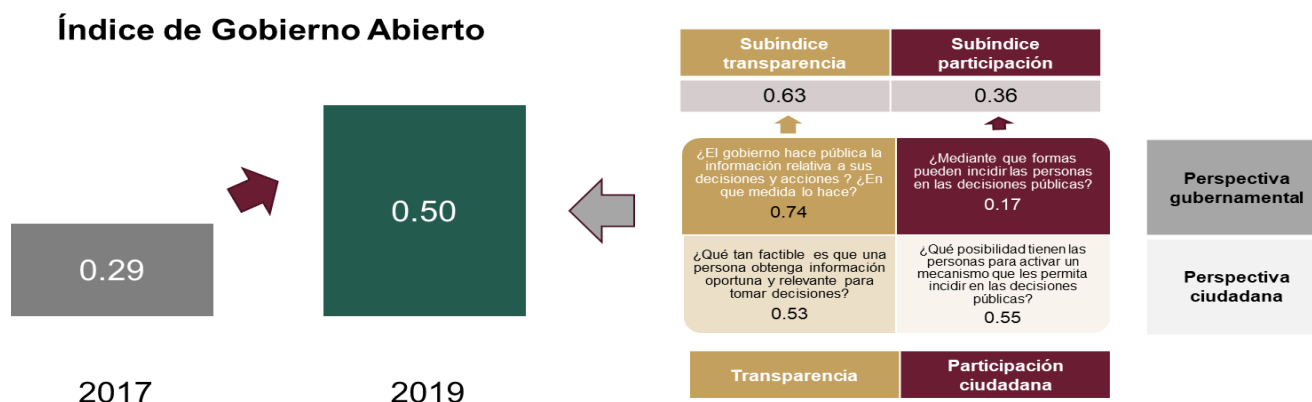 Índice de Gobierno Abierto
0.29
0.50
2017
2019
Subíndice
transparencia
Subíndice
participación
0.63
0.36
¿El gobierno hace pública la
información relativa a sus
decisiones y acciones ? ¿En
que medida lo hace?
0.74
¿Mediante que formas
pueden incidir las personas
en las decisiones públicas?
0.17
Perspectiva
gubernamental
¿Qué tan factible es que una
persona obtenga información
oportuna y relevante para
tomar decisiones?
0.53
¿Qué posibilidad tienen las
personas para activar un
mecanismo que les permita
incidir en las decisiones
públicas?
0.55
Perspectiva
ciudadana
Transparencia
Participación
ciudadana